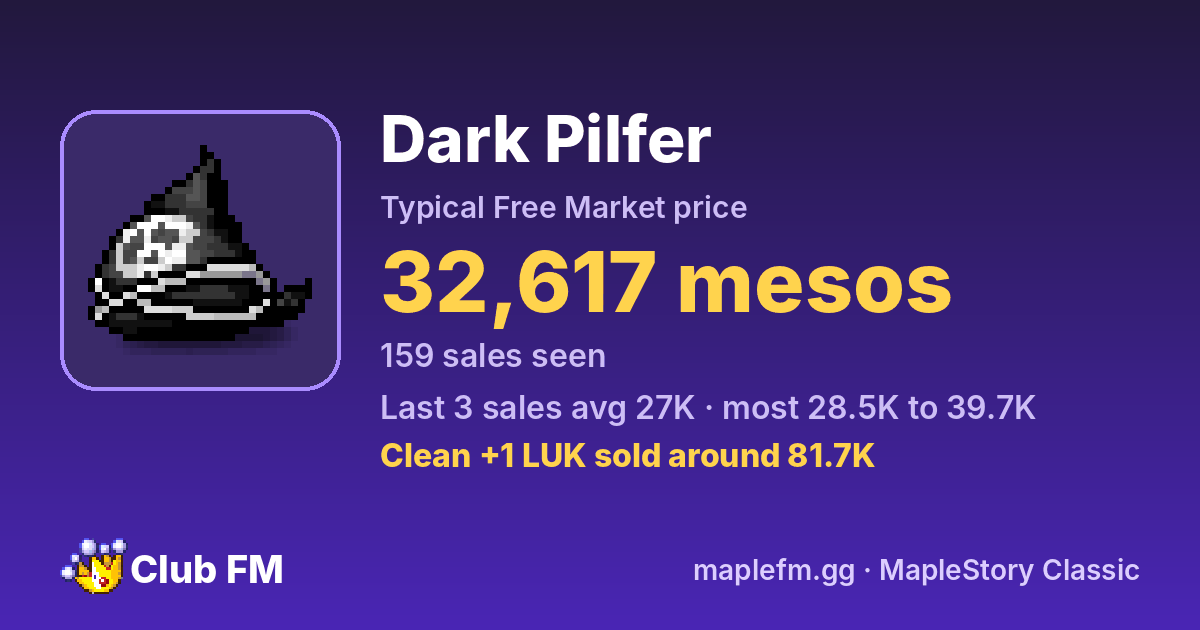 Dark Pilfer
Typical Free Market price
32,617 mesos
159 sales seen
Last 3 sales avg 27K · most 28.5K to 39.7K
Clean +1 LUK sold around 81.7K
Club FM
maplefm.gg · MapleStory Classic